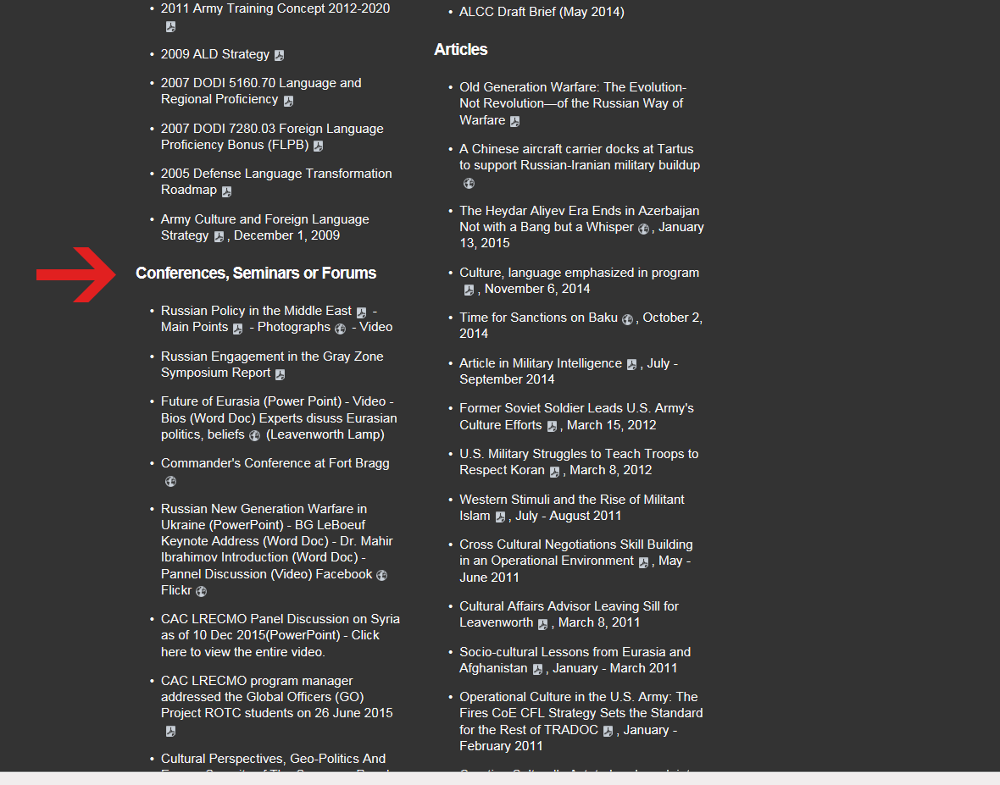 • 2011 Army Training Concept 2012-2020
• 2009 ALD Strategy
• 2007 DODI 5160.70 Language and
Regional Proficiency
• 2007 DODI 7280.03 Foreign Language
Proficiency Bonus (FLPB)
• 2005 Defense Language Transformation
Roadmap
• Army Culture and Foreign Language
Strategy , December 1, 2009
Conferences, Seminars or Forums
• Russian Policy in the Middle East -
Main Points - Photographs - Video
• Russian Engagement in the Gray Zone
Symposium Report
• Future of Eurasia (Power Point) - Video -
Bios (Word Doc) Experts disuss Eurasian
politics, beliefs (Leavenworth Lamp)
• Commander's Conference at Fort Bragg
• Russian New Generation Warfare in
Ukraine (PowerPoint) - BG LeBoeuf
Keynote Address (Word Doc) - Dr. Mahir
Ibrahimov Introduction (Word Doc) -
Pannel Discussion (Video) Facebook
Flickr
• CAC LRECMO Panel Discussion on Syria
as of 10 Dec 2015(PowerPoint) - Click
here to view the entire video.
• CAC LRECMO program manager
addressed the Global Officers (GO)
Project ROTC students on 26 June 2015
• Cultural Perspectives, Geo-Politics And
• ALCC Draft Brief (May 2014)
Articles
• Old Generation Warfare: The Evolution-
Not Revolution—of the Russian Way of
Warfare
• A Chinese aircraft carrier docks at Tartus
to support Russian-Iranian military buildup
• The Heydar Aliyev Era Ends in Azerbaijan
Not with a Bang but a Whisper , January
13, 2015
• Culture, language emphasized in program
, November 6, 2014
• Time for Sanctions on Baku , October 2,
2014
• Article in Military Intelligence , July -
September 2014
• Former Soviet Soldier Leads U.S. Army's
Culture Efforts , March 15, 2012
• U.S. Military Struggles to Teach Troops to
Respect Koran , March 8, 2012
• Western Stimuli and the Rise of Militant
Islam , July - August 2011
• Cross Cultural Negotiations Skill Building
in an Operational Environment , May -
June 2011
• Cultural Affairs Advisor Leaving Sill for
Leavenworth , March 8, 2011
• Socio-cultural Lessons from Eurasia and
Afghanistan , January - March 2011
• Operational Culture in the U.S. Army: The
Fires CoE CFL Strategy Sets the Standard
for the Rest of TRADOC , January -
February 2011